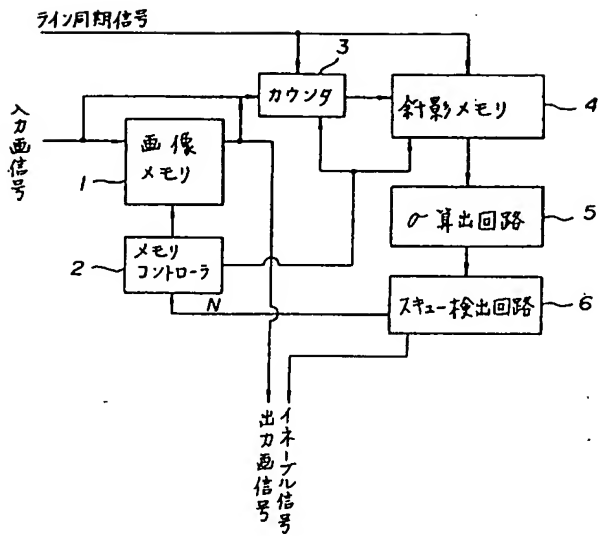 ライン同期信号
3
カウンタ
斜影メモリ
4
入力画信号
画像
メモリ
1
σ算出回路
5
メモリ
コントローラ
2
N
スキュー検出回路
6
出力画信号
イネーブル信号